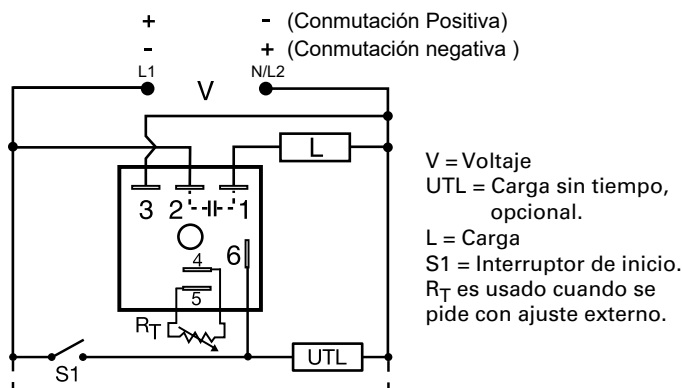 + - (Conmutación Positiva)
- + (Conmutación negativa )
L1 V N/L2
L
3 2 1
6
4
5
RT
S1 UTL
V = Voltaje
UTL = Carga sin tiempo,
opcional.
L = Carga
S1 = Interruptor de inicio.
RT es usado cuando se
pide con ajuste externo.